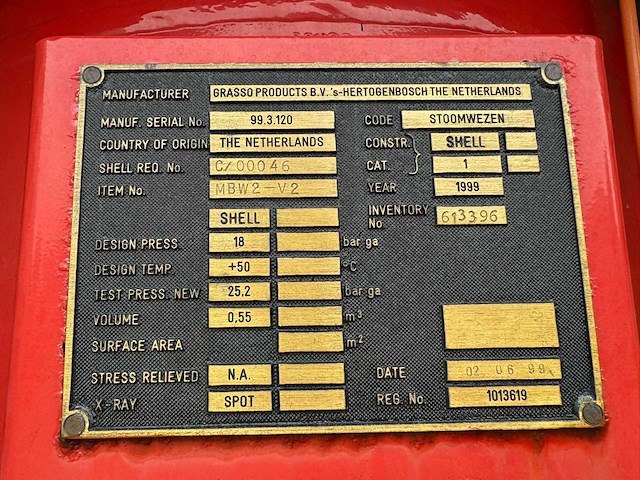 MANUFACTURER GRASSO PRODUCTS B.V. 's-HERTOGENBOSCH THE NETHERLANDS
MANUF. SERIAL No. 99.3.120 CODE STOOMWEZEN
COUNTRY OF ORIGIN THE NETHERLANDS CONSTR. SHELL
SHELL REQ. No. C/00046 CAT. 1
ITEM No. MBW2-V2 YEAR 1999
SHELL INVENTORY No. 613396
DESIGN PRESS 18 bar ga
DESIGN TEMP. +50 °C
TEST PRESS. NEW 25.2 bar ga
VOLUME 0,55 m³
SURFACE AREA m²
STRESS RELIEVED N.A. DATE 02 06 99
X-RAY SPOT REG. No. 1013619